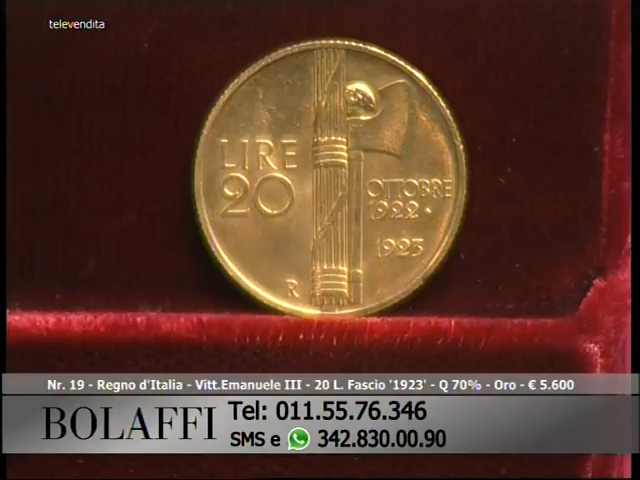 televendita
LIRE
20
OTTOBRE
1922 ·
1923
R
Nr. 19 - Regno d'Italia - Vitt.Emanuele III - 20 L. Fascio '1923' - Q 70% - Oro - € 5.600
BOLAFFI
Tel: 011.55.76.346
SMS e 342.830.00.90